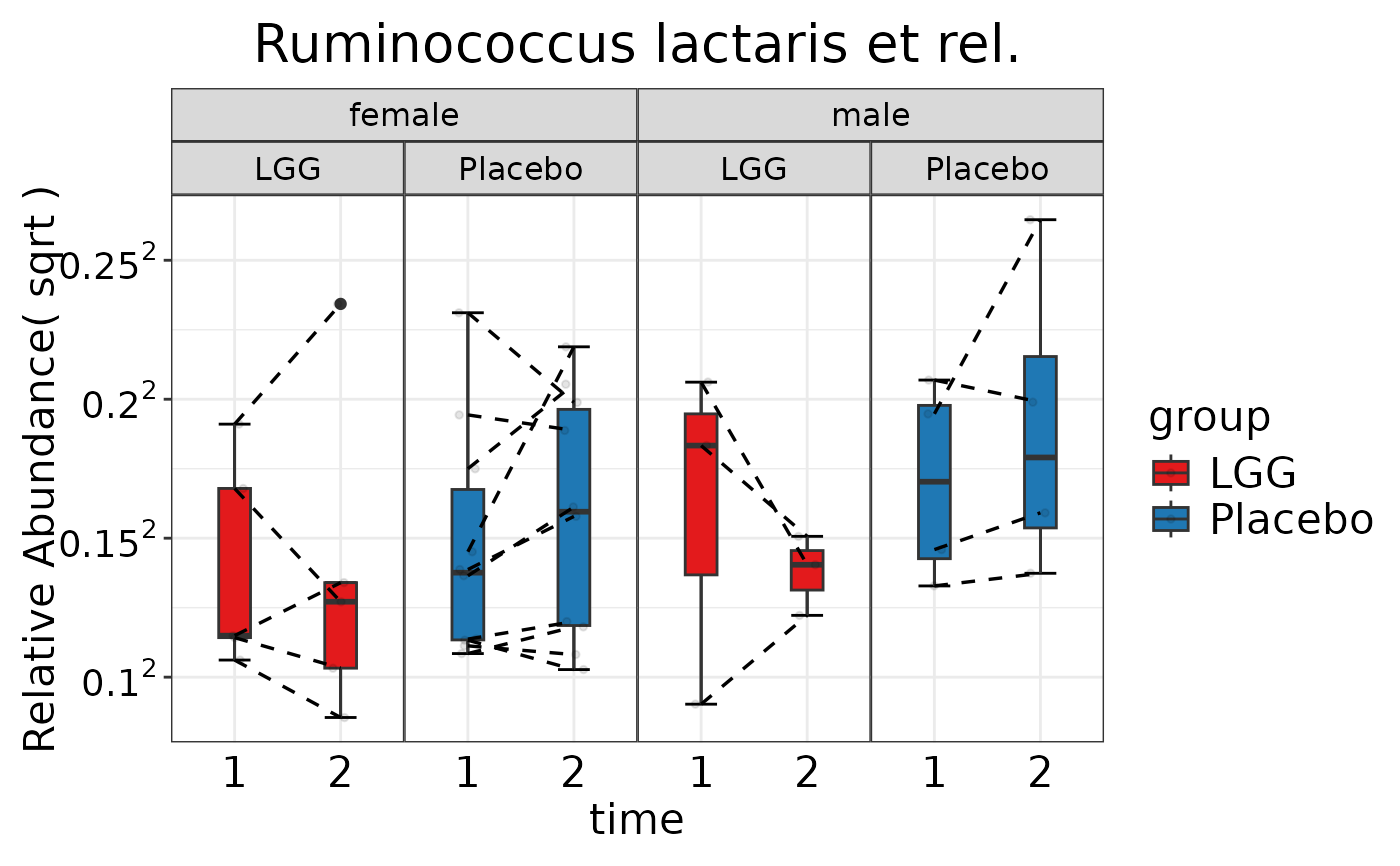 Ruminococcus lactaris et rel.
female male
LGG Placebo LGG Placebo
Relative Abundance( sqrt )
0.25²
0.2²
0.15²
0.1²
1 2 1 2 1 2 1 2
time
group
LGG
Placebo